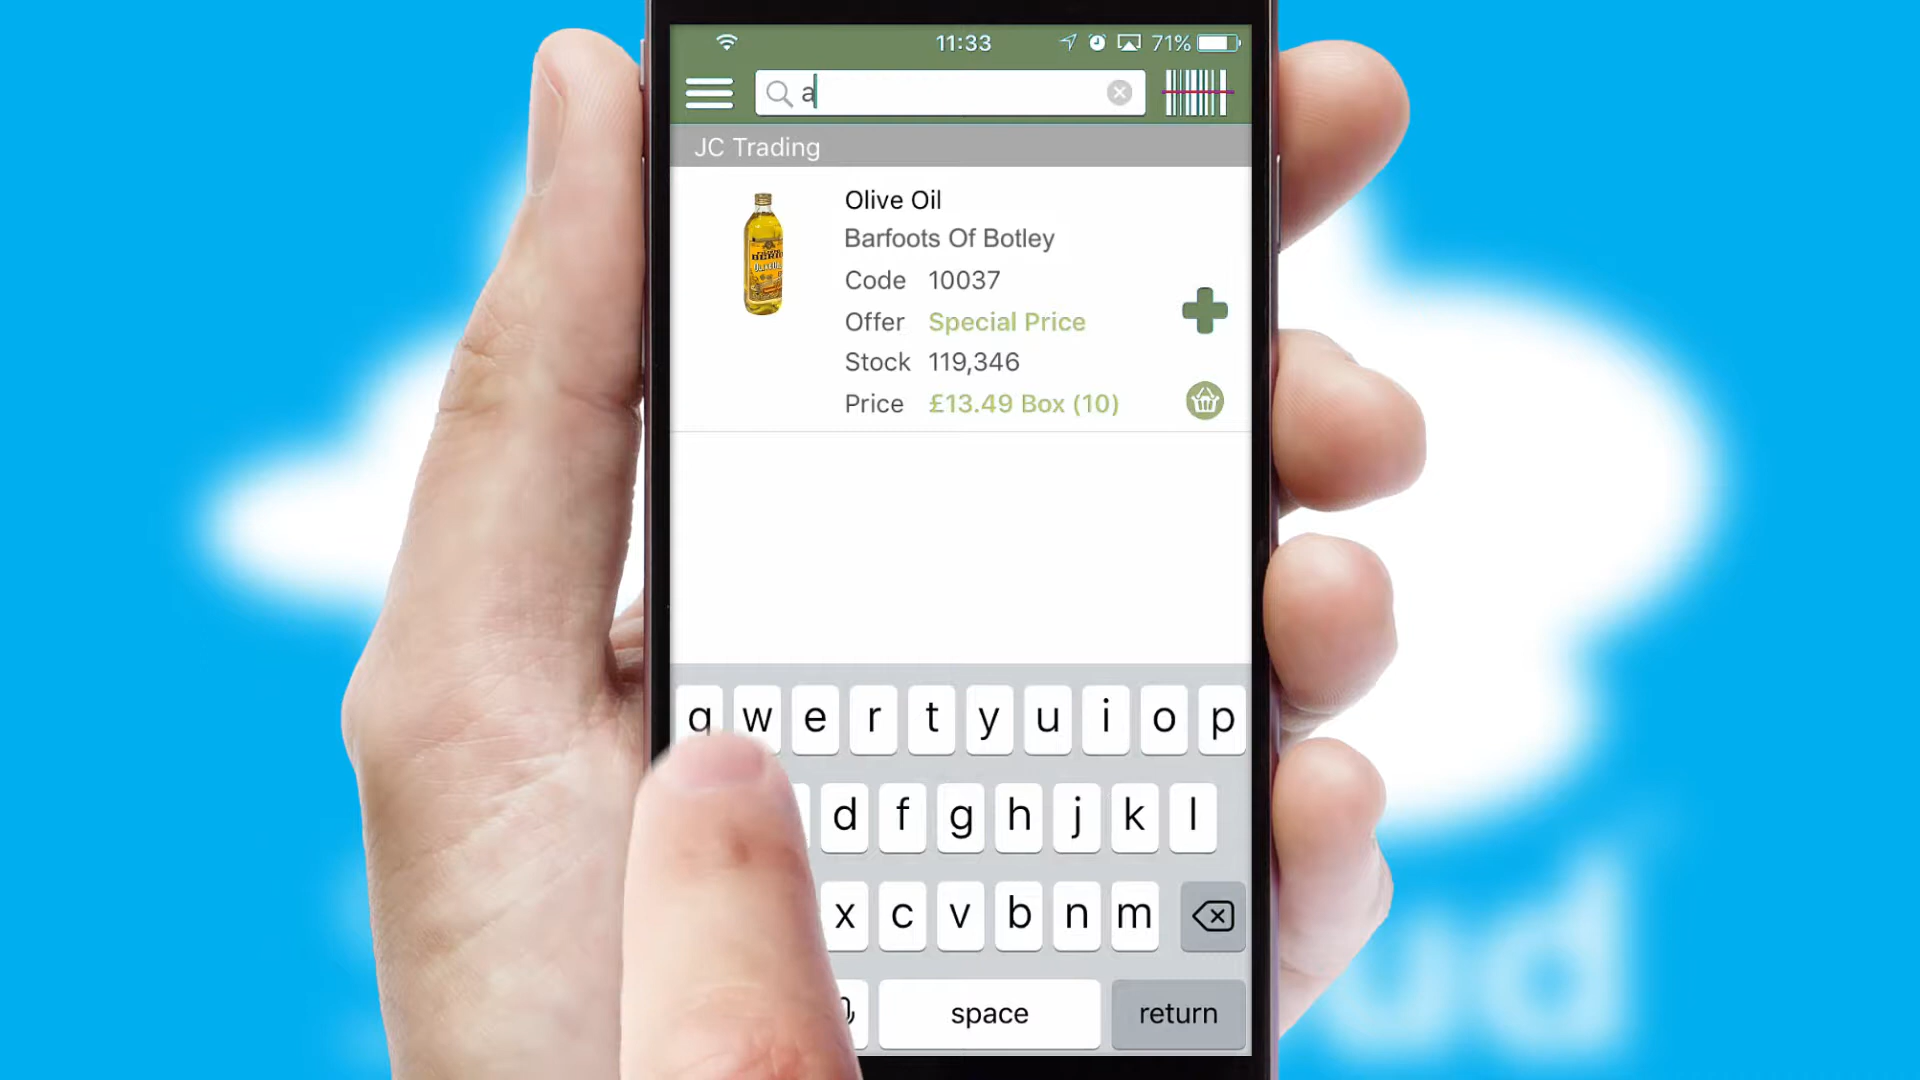 11:33 71%
a
JC Trading
Olive Oil
Barfoots Of Botley
Code 10037
Offer Special Price
Stock 119,346
Price £13.49 Box (10)
q w e r t y u i o p
d f g h j k l
x c v b n m
space return
ud